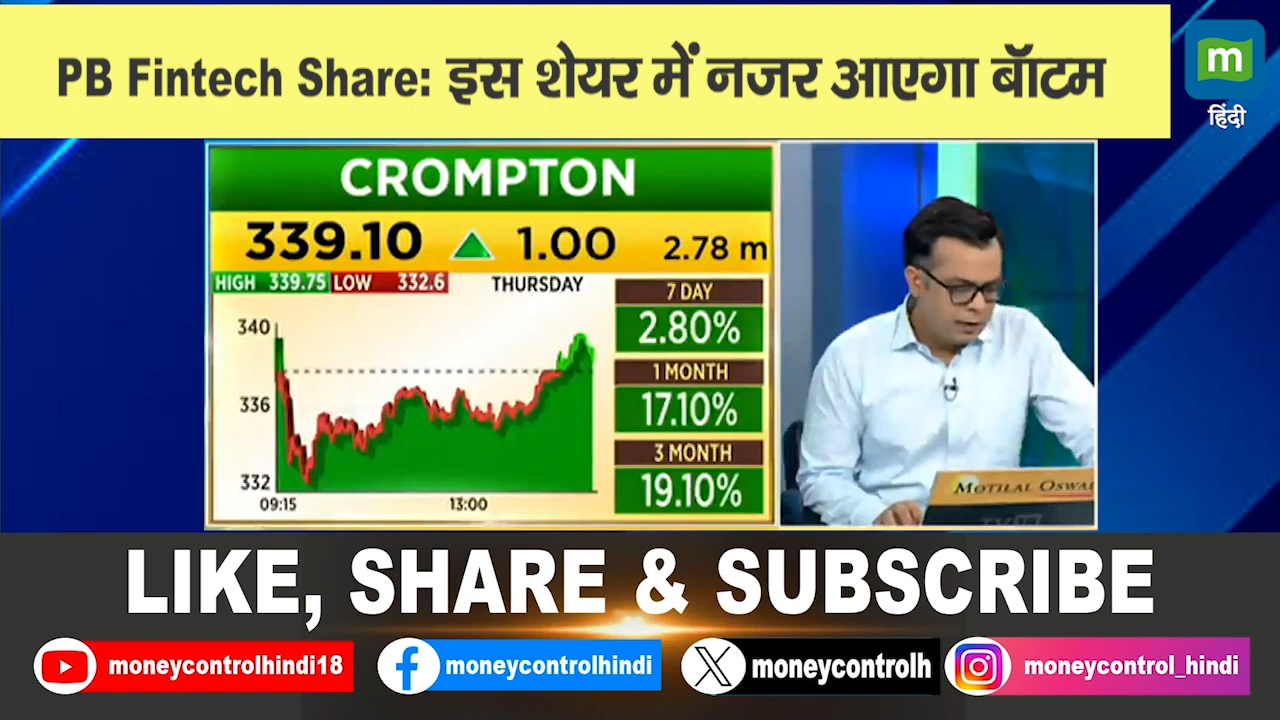 PB Fintech Share: इस शेयर में नजर आएगा बॉटम
m
हिंदी
CROMPTON
339.10 ▲ 1.00 2.78 m
HIGH 339.75 LOW 332.6 THURSDAY
340
336
332
09:15 13:00
7 DAY
2.80%
1 MONTH
17.10%
3 MONTH
19.10%
MOTILAL OSWAL
LIKE, SHARE & SUBSCRIBE
moneycontrolhindi18
moneycontrolhindi
moneycontrolh
moneycontrol_hindi